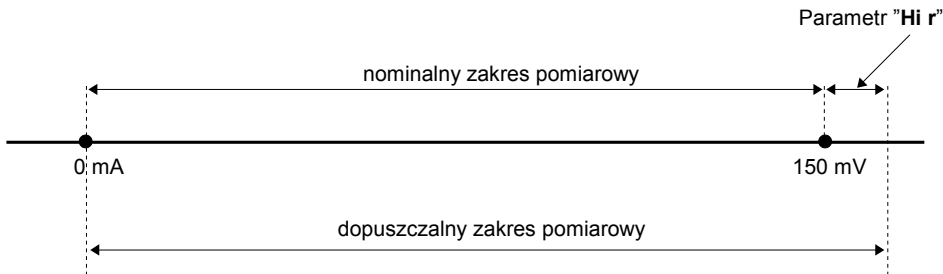 Parametr ”Hi r”
nominalny zakres pomiarowy
0 mA
150 mV
dopuszczalny zakres pomiarowy